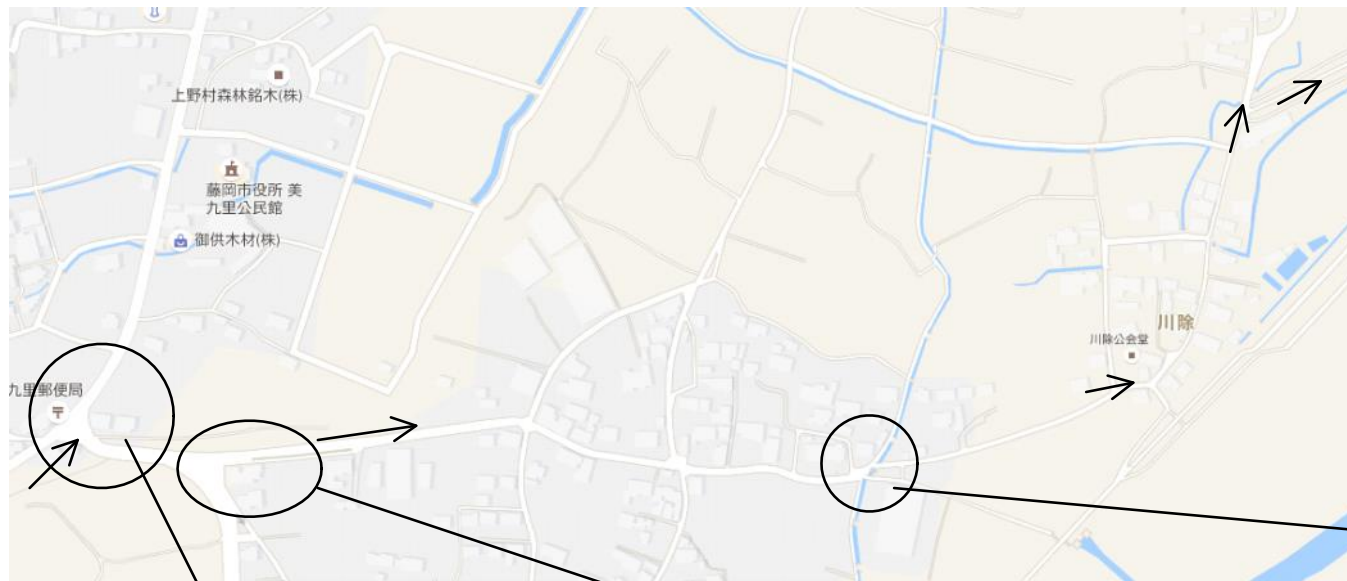 上野村森林銘木(株)
藤岡市役所 美
九里公民館
御供木材(株)
川除
川除公会堂
九里郵便局
〒